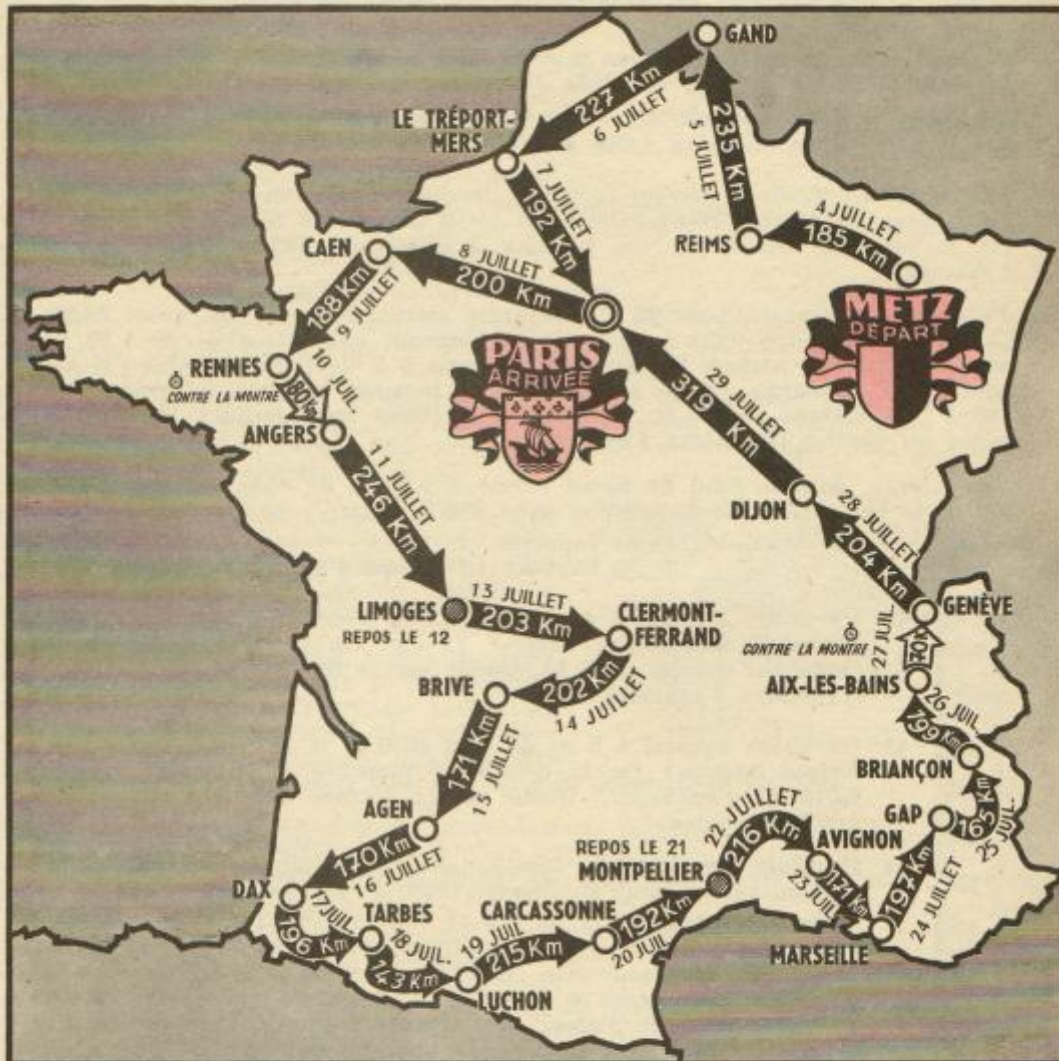 GAND
227 Km
6 JUILLET
LE TRÉPORT-
MERS
235 Km
5 JUILLET
7 JUILLET
192 Km
4 JUILLET
185 Km
REIMS
CAEN
8 JUILLET
200 Km
METZ
DÉPART
188 Km
9 JUILLET
PARIS
ARRIVÉE
RENNES
10 JUIL.
80 Km
CONTRE LA MONTRE
ANGERS
29 JUILLET
319 Km
11 JUILLET
246 Km
DIJON
28 JUILLET
204 Km
LIMOGES
REPOS LE 12
13 JUILLET
203 Km
CLERMONT-
FERRAND
GENÈVE
27 JUIL.
70 K
CONTRE LA MONTRE
AIX-LES-BAINS
BRIVE
202 Km
14 JUILLET
26 JUIL.
199 Km
BRIANÇON
171 Km
15 JUILLET
AGEN
GAP
165 Km
25 JUIL.
170 Km
16 JUILLET
22 JUILLET
216 Km
AVIGNON
REPOS LE 21
MONTPELLIER
197 Km
24 JUILLET
171 Km
23 JUIL.
DAX
17 JUIL.
196 Km
TARBES
18 JUIL.
143 Km
CARCASSONNE
19 JUIL.
215 Km
192 Km
20 JUIL.
MARSEILLE
LUCHON